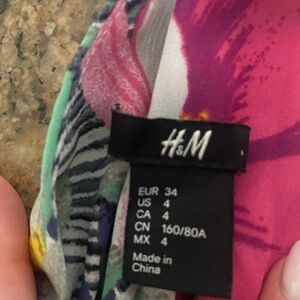 H&M
EUR 34
US 4
CA 4
CN 160/80A
MX 4
Made in
China